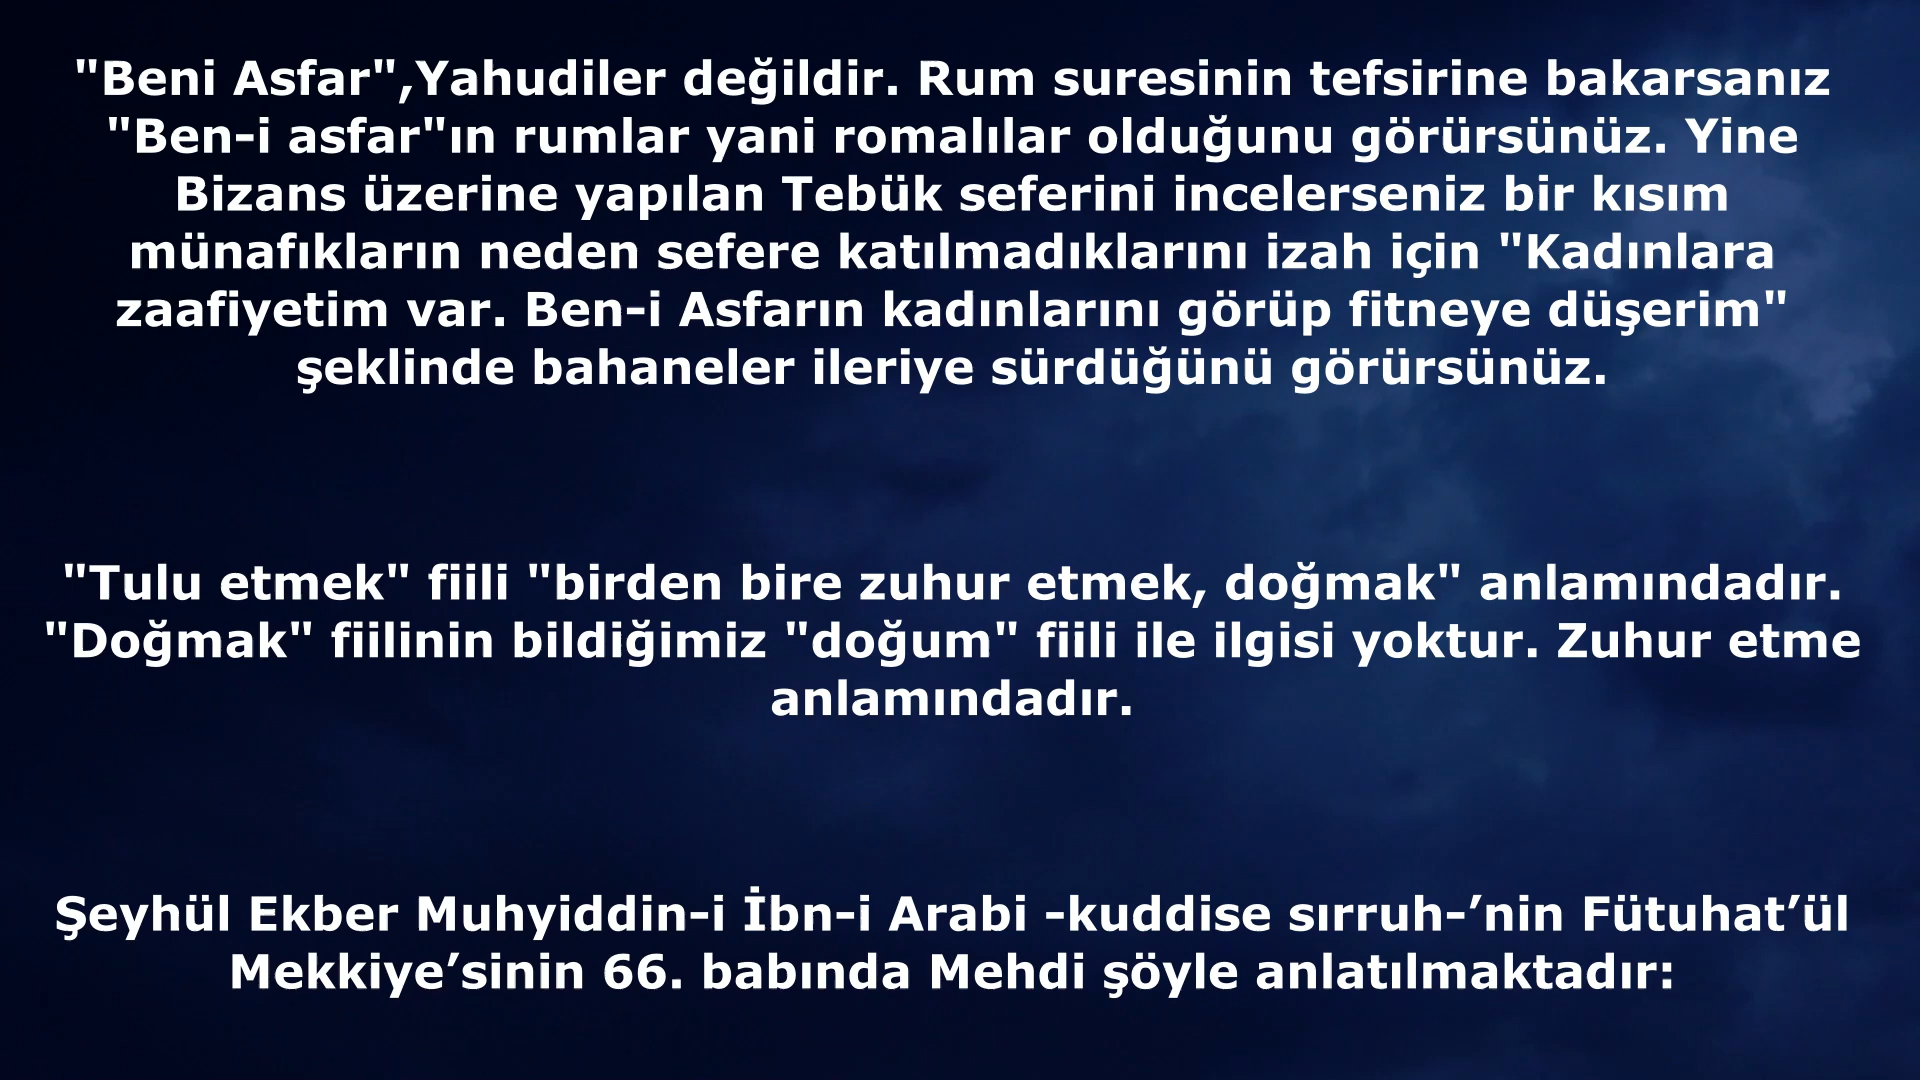 "Beni Asfar",Yahudiler değildir. Rum suresinin tefsirine bakarsanız
"Ben-i asfar"ın rumlar yani romalılar olduğunu görürsünüz. Yine
Bizans üzerine yapılan Tebük seferini incelerseniz bir kısım
münafıkların neden sefere katılmadıklarını izah için "Kadınlara
zaafiyetim var. Ben-i Asfarın kadınlarını görüp fitneye düşerim"
şeklinde bahaneler ileriye sürdüğünü görürsünüz.
"Tulu etmek" fiili "birden bire zuhur etmek, doğmak" anlamındadır.
"Doğmak" fiilinin bildiğimiz "doğum" fiili ile ilgisi yoktur. Zuhur etme
anlamındadır.
Şeyhül Ekber Muhyiddin-i İbn-i Arabi -kuddise sırruh-’nin Fütuhat’ül
Mekkiye’sinin 66. babında Mehdi şöyle anlatılmaktadır: